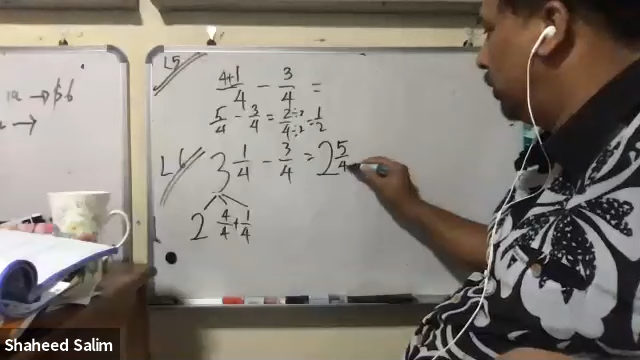 L5
4+1/4 - 3/4 =
5/4 - 3/4 = 2÷2/4÷2 = 1/2
L6 3 1/4 - 3/4 = 2 5/4
2 4/4 + 1/4
Shaheed Salim